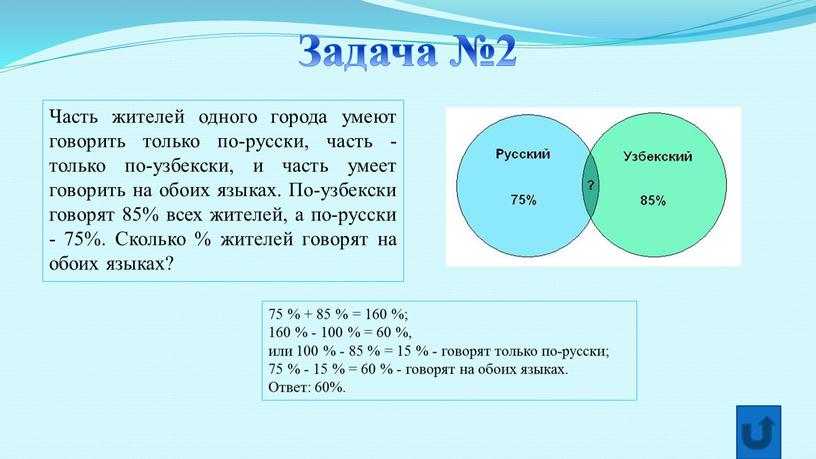 Задача №2
Часть жителей одного города умеют
говорить только по-русски, часть -
только по-узбекски, и часть умеет
говорить на обоих языках. По-узбекски
говорят 85% всех жителей, а по-русски
- 75%. Сколько % жителей говорят на
обоих языках?
Русский
75%
?
Узбекский
85%
75 % + 85 % = 160 %;
160 % - 100 % = 60 %,
или 100 % - 85 % = 15 % - говорят только по-русски;
75 % - 15 % = 60 % - говорят на обоих языках.
Ответ: 60%.